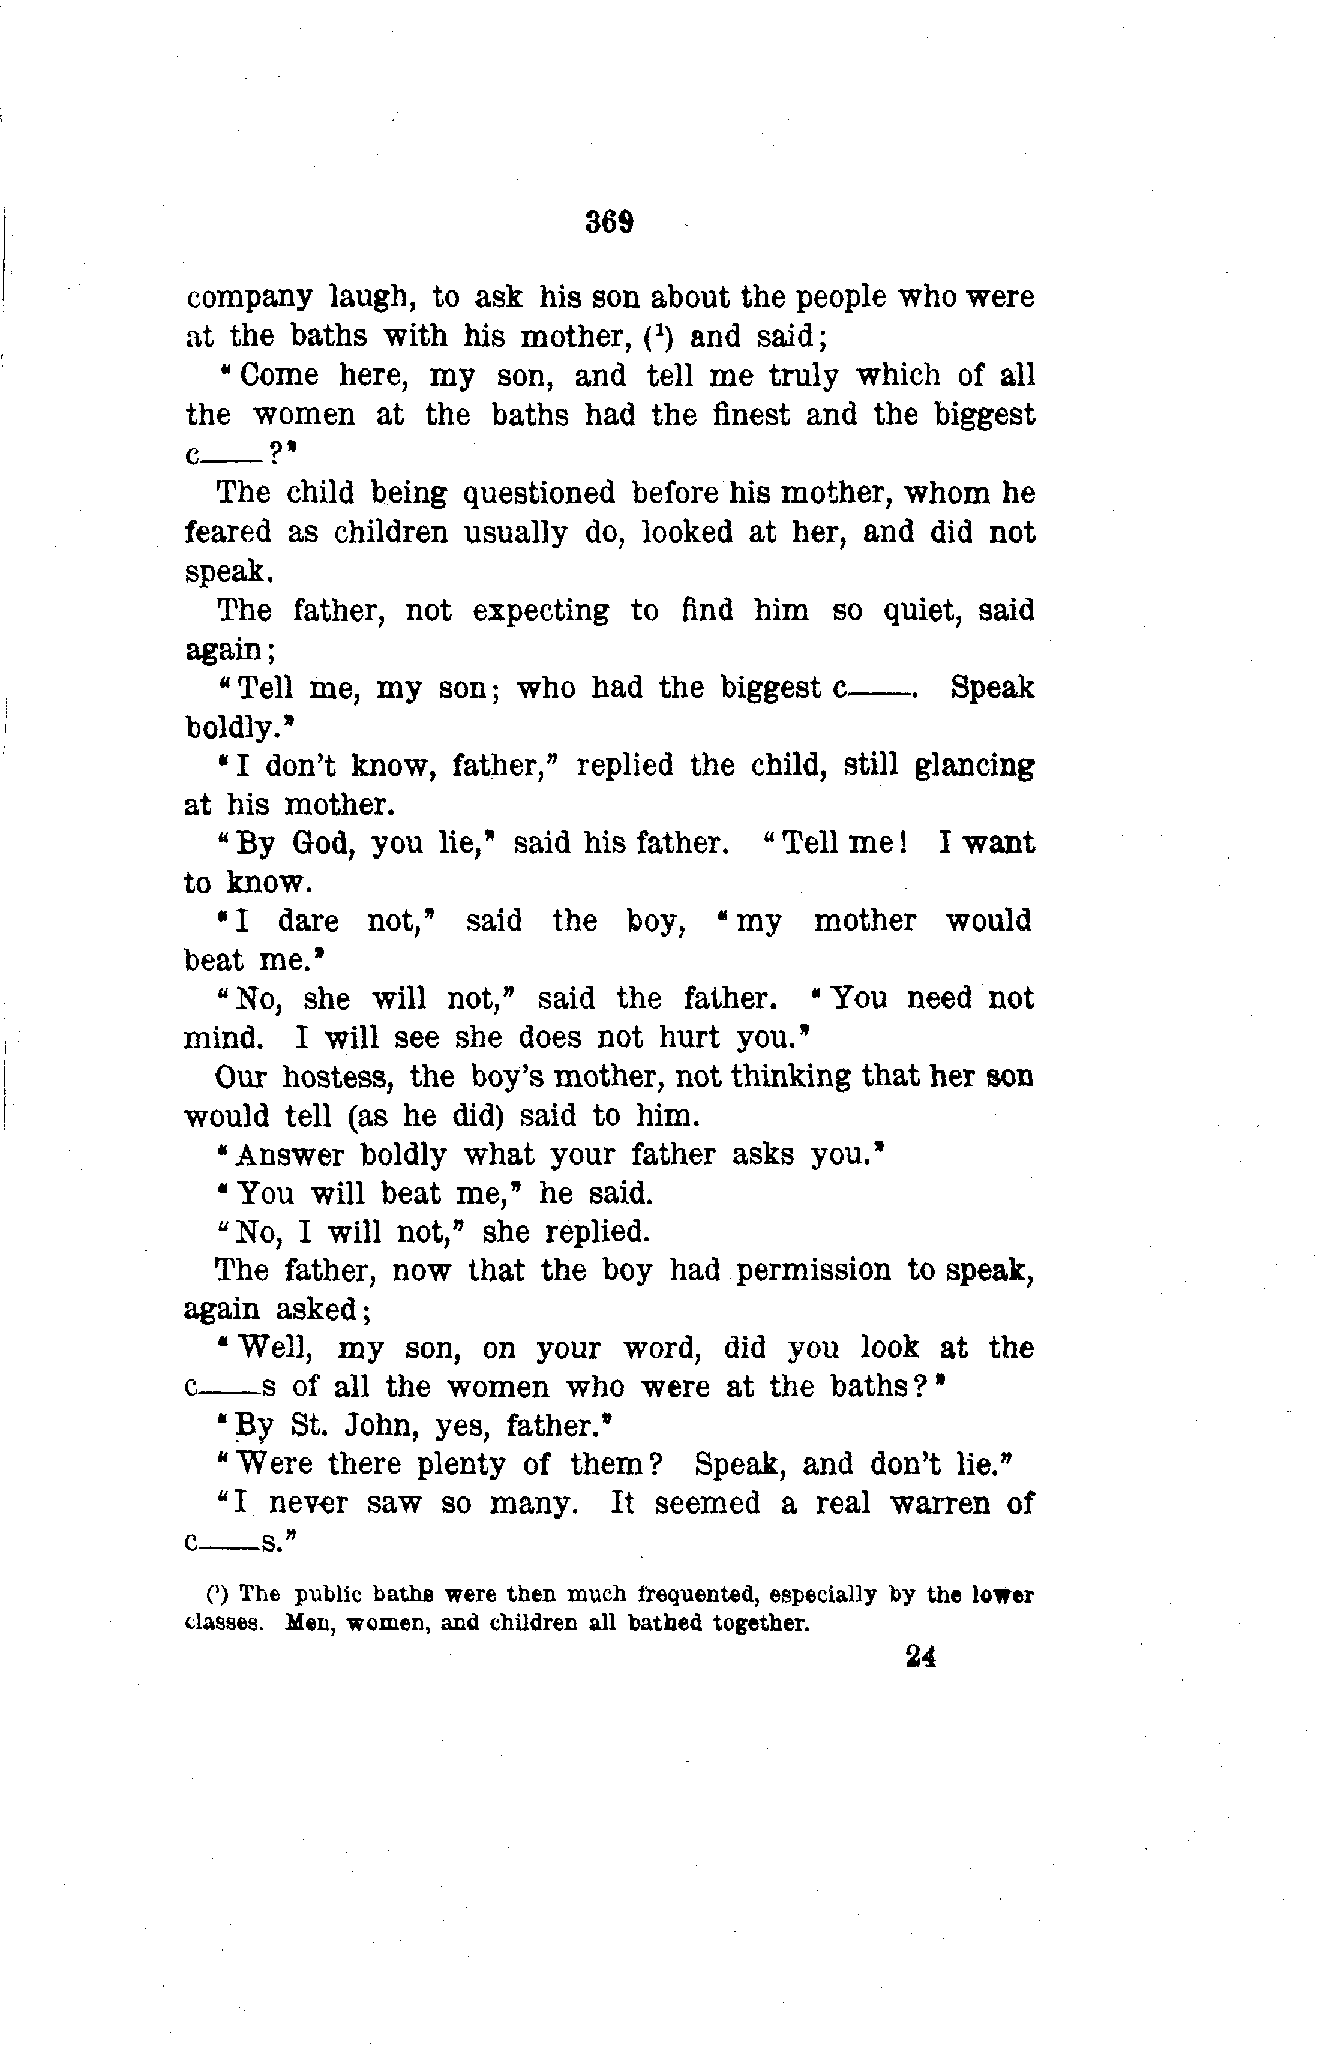 369
company laugh, to ask his son about the people who were
at the baths with his mother, (¹) and said;
"Come here, my son, and tell me truly which of all
the women at the baths had the finest and the biggest
c——?"
The child being questioned before his mother, whom he
feared as children usually do, looked at her, and did not
speak.
The father, not expecting to find him so quiet, said
again;
"Tell me, my son; who had the biggest c——. Speak
boldly."
"I don't know, father," replied the child, still glancing
at his mother.
"By God, you lie," said his father. "Tell me! I want
to know.
"I dare not," said the boy, "my mother would
beat me."
"No, she will not," said the father. "You need not
mind. I will see she does not hurt you."
Our hostess, the boy's mother, not thinking that her son
would tell (as he did) said to him.
"Answer boldly what your father asks you."
"You will beat me," he said.
"No, I will not," she replied.
The father, now that the boy had permission to speak,
again asked;
"Well, my son, on your word, did you look at the
c——s of all the women who were at the baths?"
"By St. John, yes, father."
"Were there plenty of them? Speak, and don't lie."
"I never saw so many. It seemed a real warren of
c——s."
(¹) The public baths were then much frequented, especially by the lower
classes. Men, women, and children all bathed together.
24